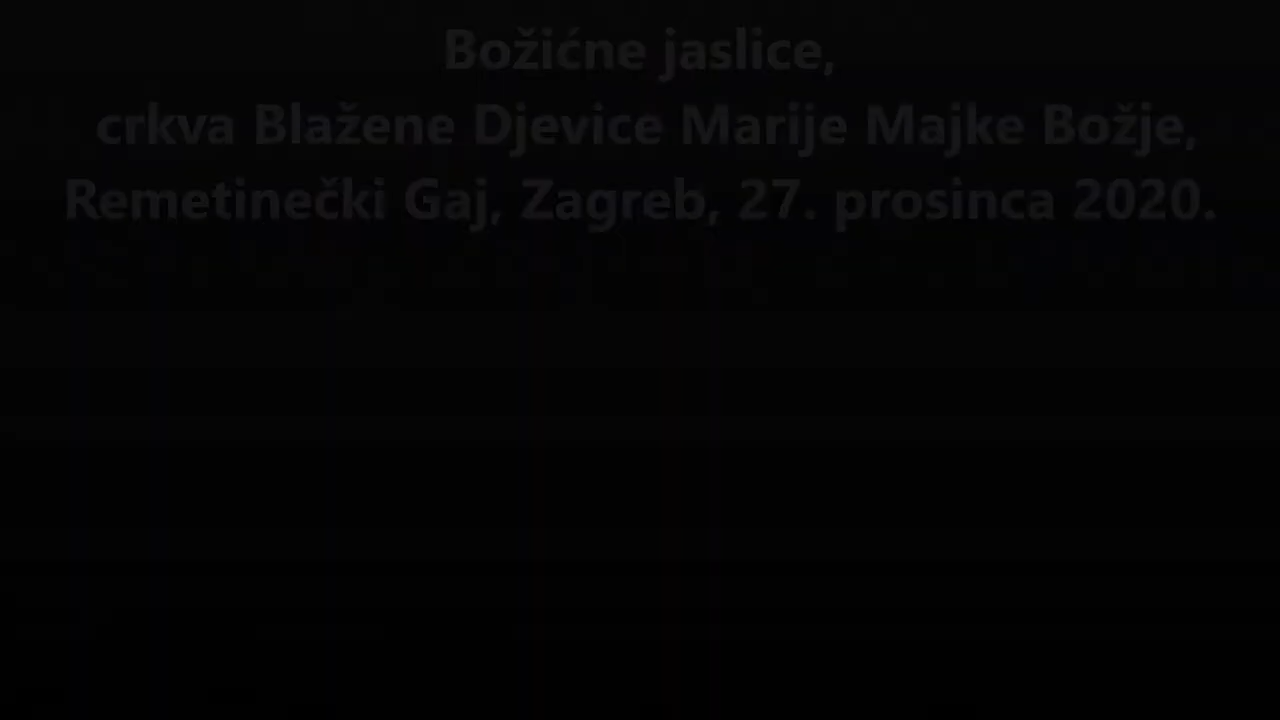 Božićne jaslice,
crkva Blažene Djevice Marije Majke Božje,
Remetinečki Gaj, Zagreb, 27. prosinca 2020.